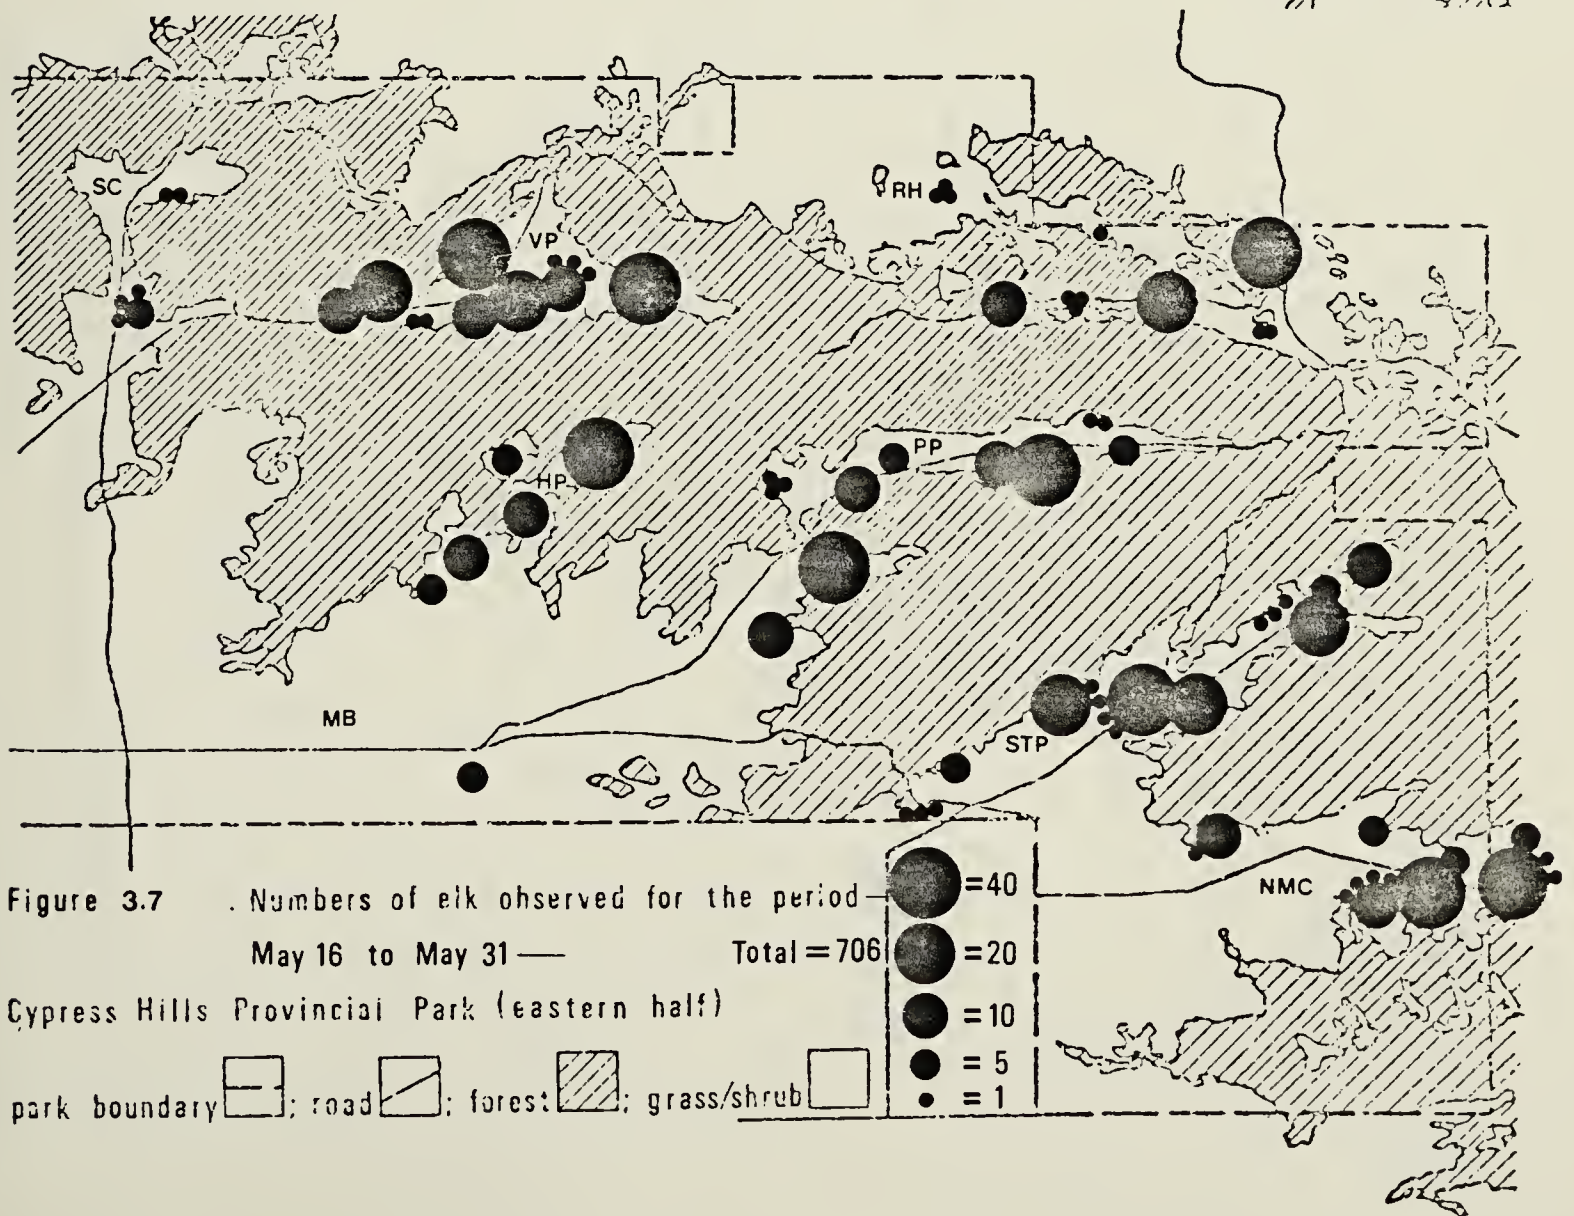 SC
VP
RH
HP
PP
MB
STP
NMC
Figure 3.7 . Numbers of elk observed for the period —
May 16 to May 31 — Total = 706
Cypress Hills Provincial Park (eastern half)
park boundary ; road ; forest ; grass/shrub
= 40
= 20
= 10
= 5
= 1